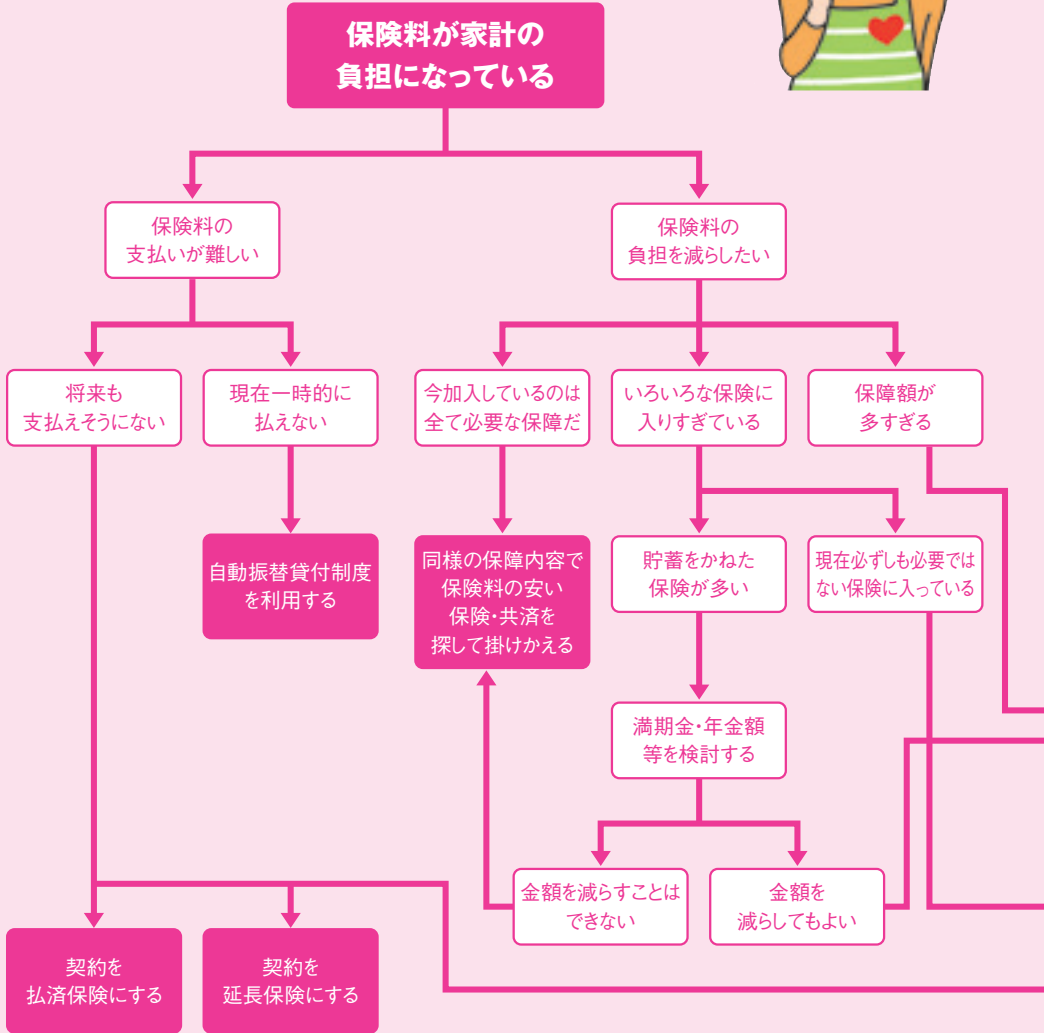 保険料が家計の
負担になっている
保険料の
支払いが難しい
保険料の
負担を減らしたい
将来も
支払えそうにない
現在一時的に
払えない
今加入しているのは
全て必要な保障だ
いろいろな保険に
入りすぎている
保障額が
多すぎる
自動振替貸付制度
を利用する
同様の保障内容で
保険料の安い
保険・共済を
探して掛けかえる
貯蓄をかねた
保険が多い
現在必ずしも必要では
ない保険に入っている
満期金・年金額
等を検討する
金額を減らすことは
できない
金額を
減らしてもよい
契約を
払済保険にする
契約を
延長保険にする